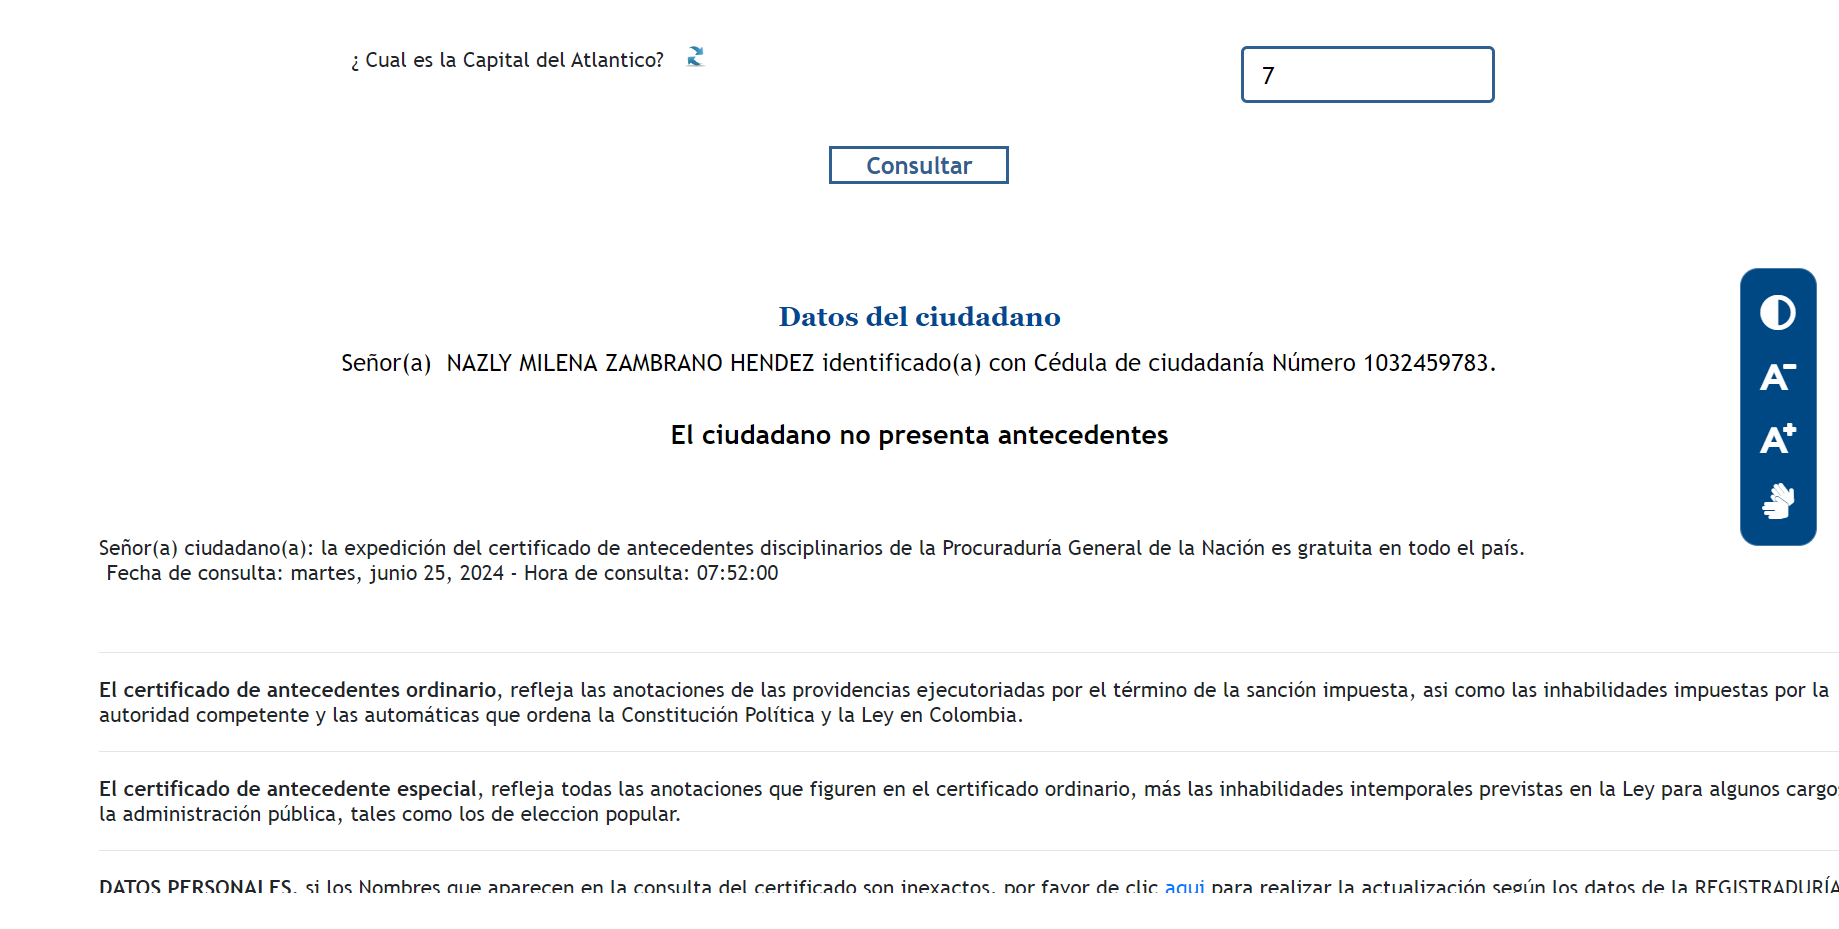 ¿ Cual es la Capital del Atlantico?
7
Consultar
Datos del ciudadano
Señor(a) NAZLY MILENA ZAMBRANO HENDEZ identificado(a) con Cédula de ciudadanía Número 1032459783.
El ciudadano no presenta antecedentes
A-
A+
Señor(a) ciudadano(a): la expedición del certificado de antecedentes disciplinarios de la Procuraduría General de la Nación es gratuita en todo el país.
Fecha de consulta: martes, junio 25, 2024 - Hora de consulta: 07:52:00
El certificado de antecedentes ordinario, refleja las anotaciones de las providencias ejecutoriadas por el término de la sanción impuesta, asi como las inhabilidades impuestas por la
autoridad competente y las automáticas que ordena la Constitución Política y la Ley en Colombia.
El certificado de antecedente especial, refleja todas las anotaciones que figuren en el certificado ordinario, más las inhabilidades intemporales previstas en la Ley para algunos cargos
la administración pública, tales como los de eleccion popular.
DATOS PERSONALES, si los Nombres que aparecen en la consulta del certificado son inexactos, por favor de clic aqui para realizar la actualización según los datos de la REGISTRADURÍA